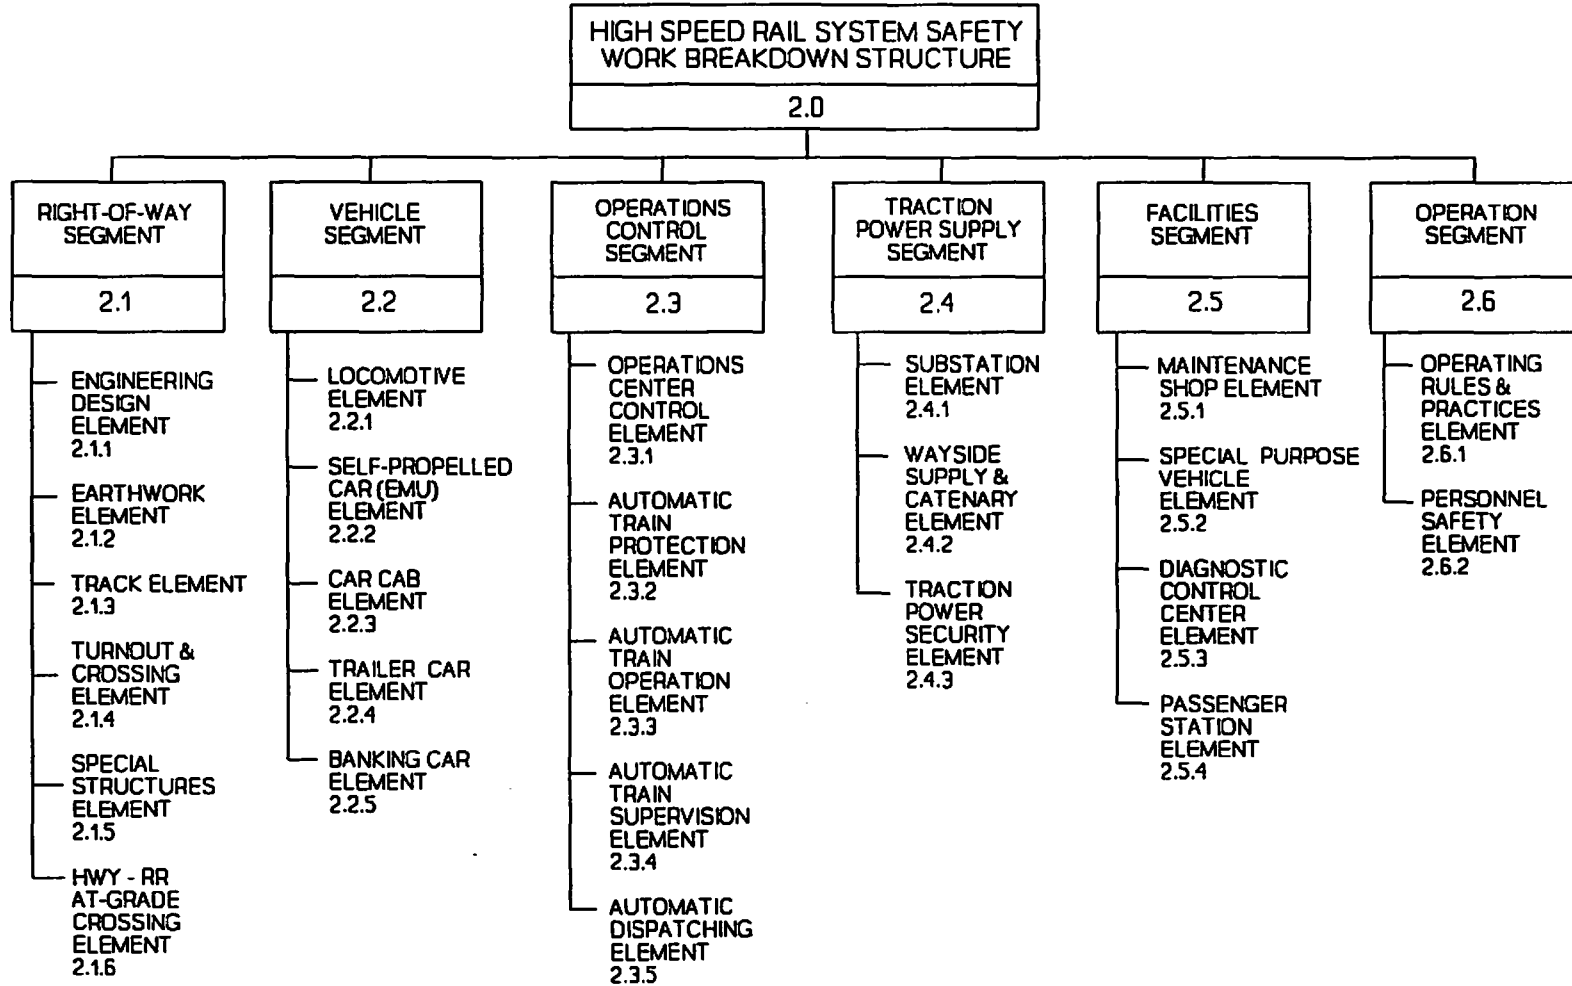 HIGH SPEED RAIL SYSTEM SAFETY
WORK BREAKDOWN STRUCTURE
2.0
RIGHT-OF-WAY
SEGMENT
2.1
ENGINEERING
DESIGN
ELEMENT
2.1.1
EARTHWORK
ELEMENT
2.1.2
TRACK ELEMENT
2.1.3
TURNOUT &
CROSSING
ELEMENT
2.1.4
SPECIAL
STRUCTURES
ELEMENT
2.1.5
HWY - RR
AT-GRADE
CROSSING
ELEMENT
2.1.6
VEHICLE
SEGMENT
2.2
LOCOMOTIVE
ELEMENT
2.2.1
SELF-PROPELLED
CAR (EMU)
ELEMENT
2.2.2
CAR CAB
ELEMENT
2.2.3
TRAILER CAR
ELEMENT
2.2.4
BANKING CAR
ELEMENT
2.2.5
OPERATIONS
CONTROL
SEGMENT
2.3
OPERATIONS
CENTER
CONTROL
ELEMENT
2.3.1
AUTOMATIC
TRAIN
PROTECTION
ELEMENT
2.3.2
AUTOMATIC
TRAIN
OPERATION
ELEMENT
2.3.3
AUTOMATIC
TRAIN
SUPERVISION
ELEMENT
2.3.4
AUTOMATIC
DISPATCHING
ELEMENT
2.3.5
TRACTION
POWER SUPPLY
SEGMENT
2.4
SUBSTATION
ELEMENT
2.4.1
WAYSIDE
SUPPLY &
CATENARY
ELEMENT
2.4.2
TRACTION
POWER
SECURITY
ELEMENT
2.4.3
FACILITIES
SEGMENT
2.5
MAINTENANCE
SHOP ELEMENT
2.5.1
SPECIAL PURPOSE
VEHICLE
ELEMENT
2.5.2
DIAGNOSTIC
CONTROL
CENTER
ELEMENT
2.5.3
PASSENGER
STATION
ELEMENT
2.5.4
OPERATION
SEGMENT
2.6
OPERATING
RULES &
PRACTICES
ELEMENT
2.6.1
PERSONNEL
SAFETY
ELEMENT
2.6.2